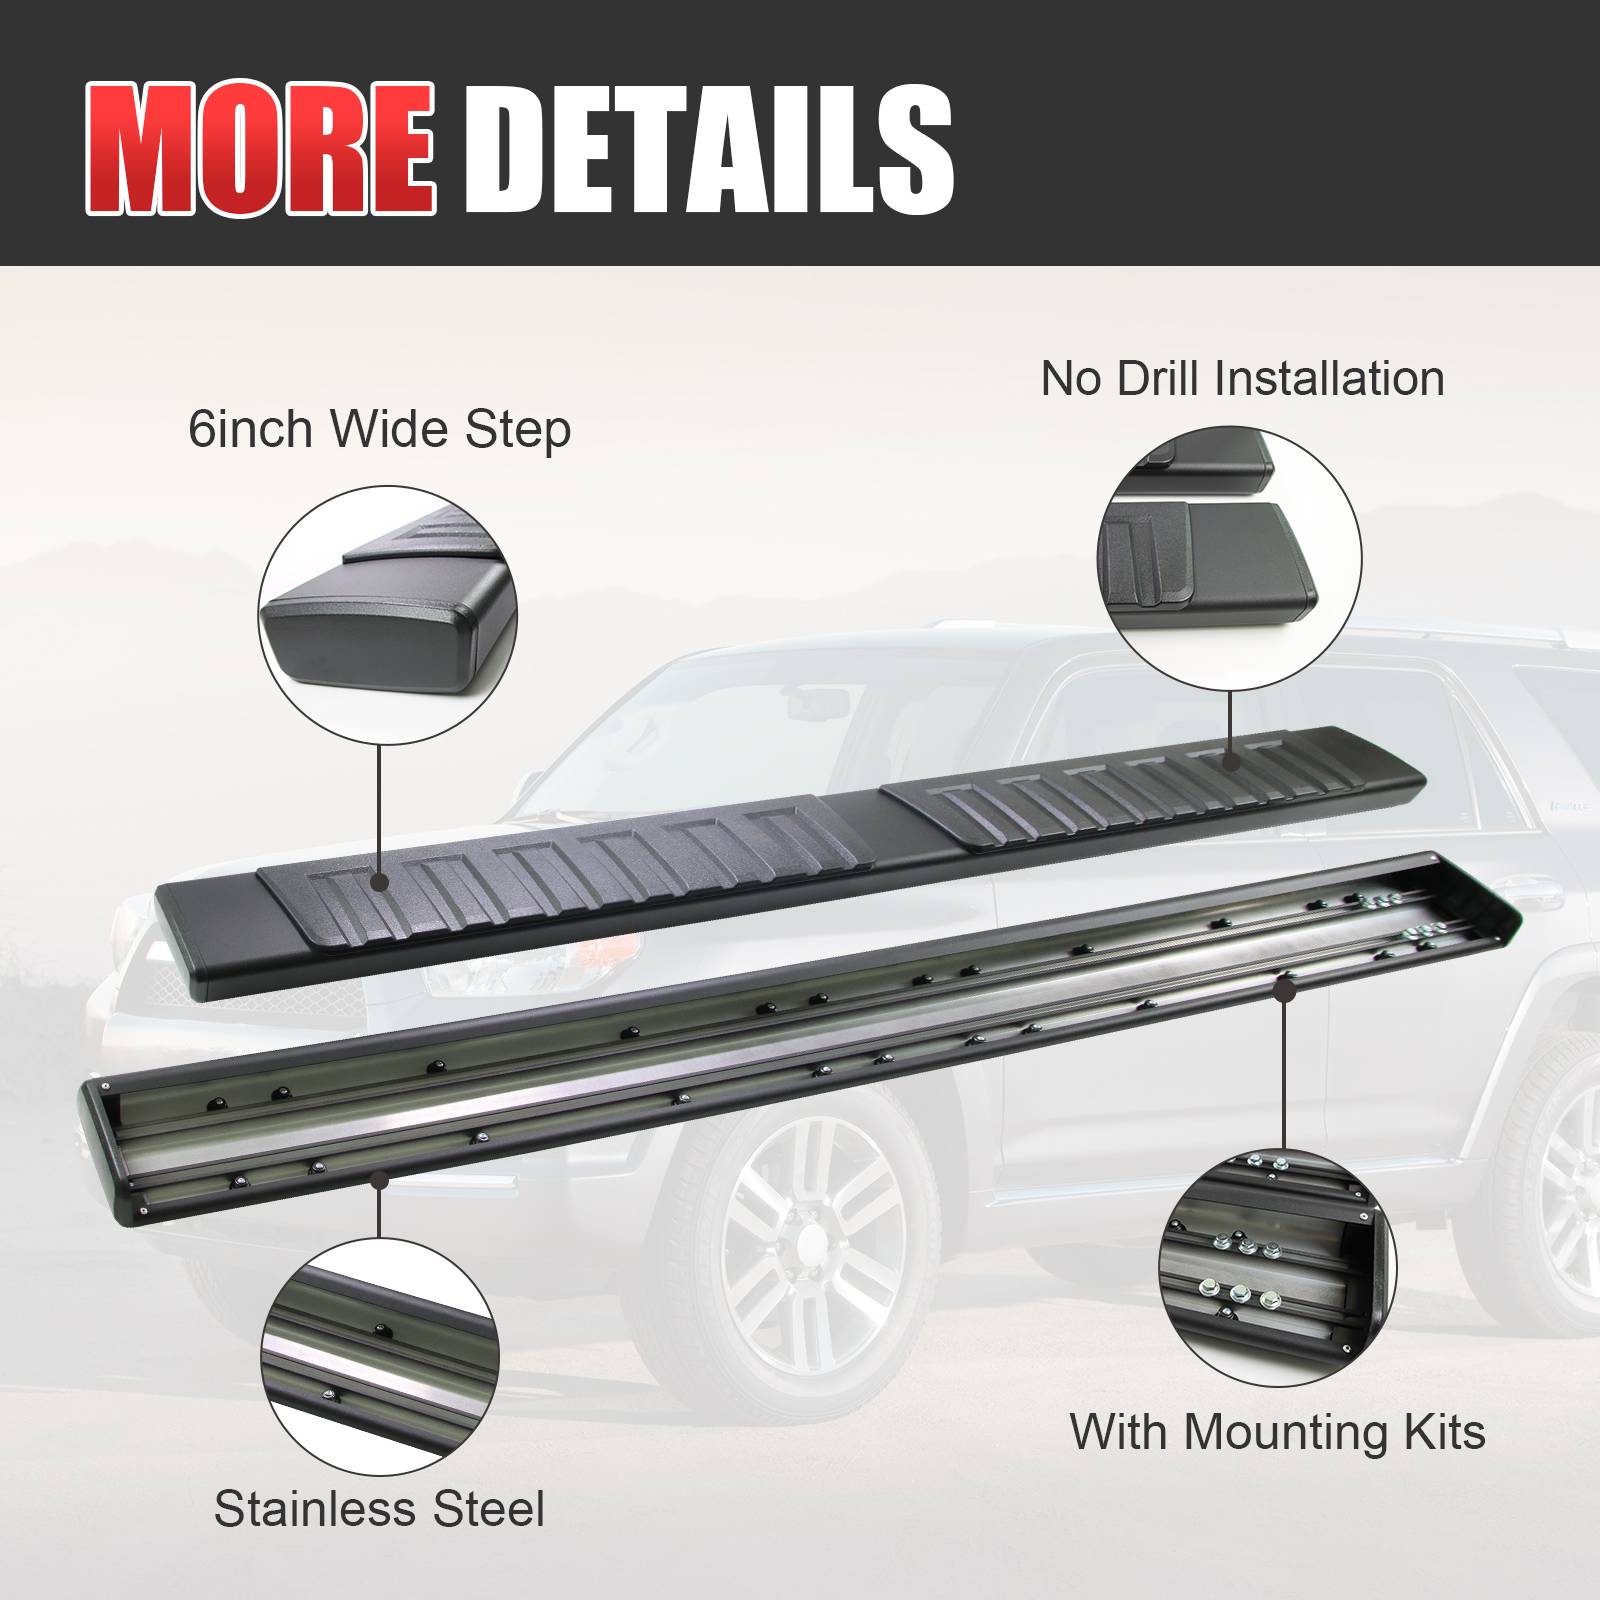 MORE DETAILS
6inch Wide Step
No Drill Installation
With Mounting Kits
Stainless Steel